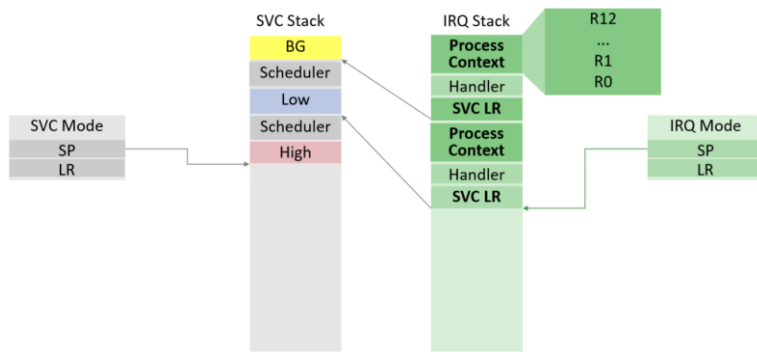 SVC Stack
BG
Scheduler
Low
Scheduler
High
SVC Mode
SP
LR
IRQ Stack
Process
Context
Handler
SVC LR
Process
Context
Handler
SVC LR
R12
...
R1
R0
IRQ Mode
SP
LR